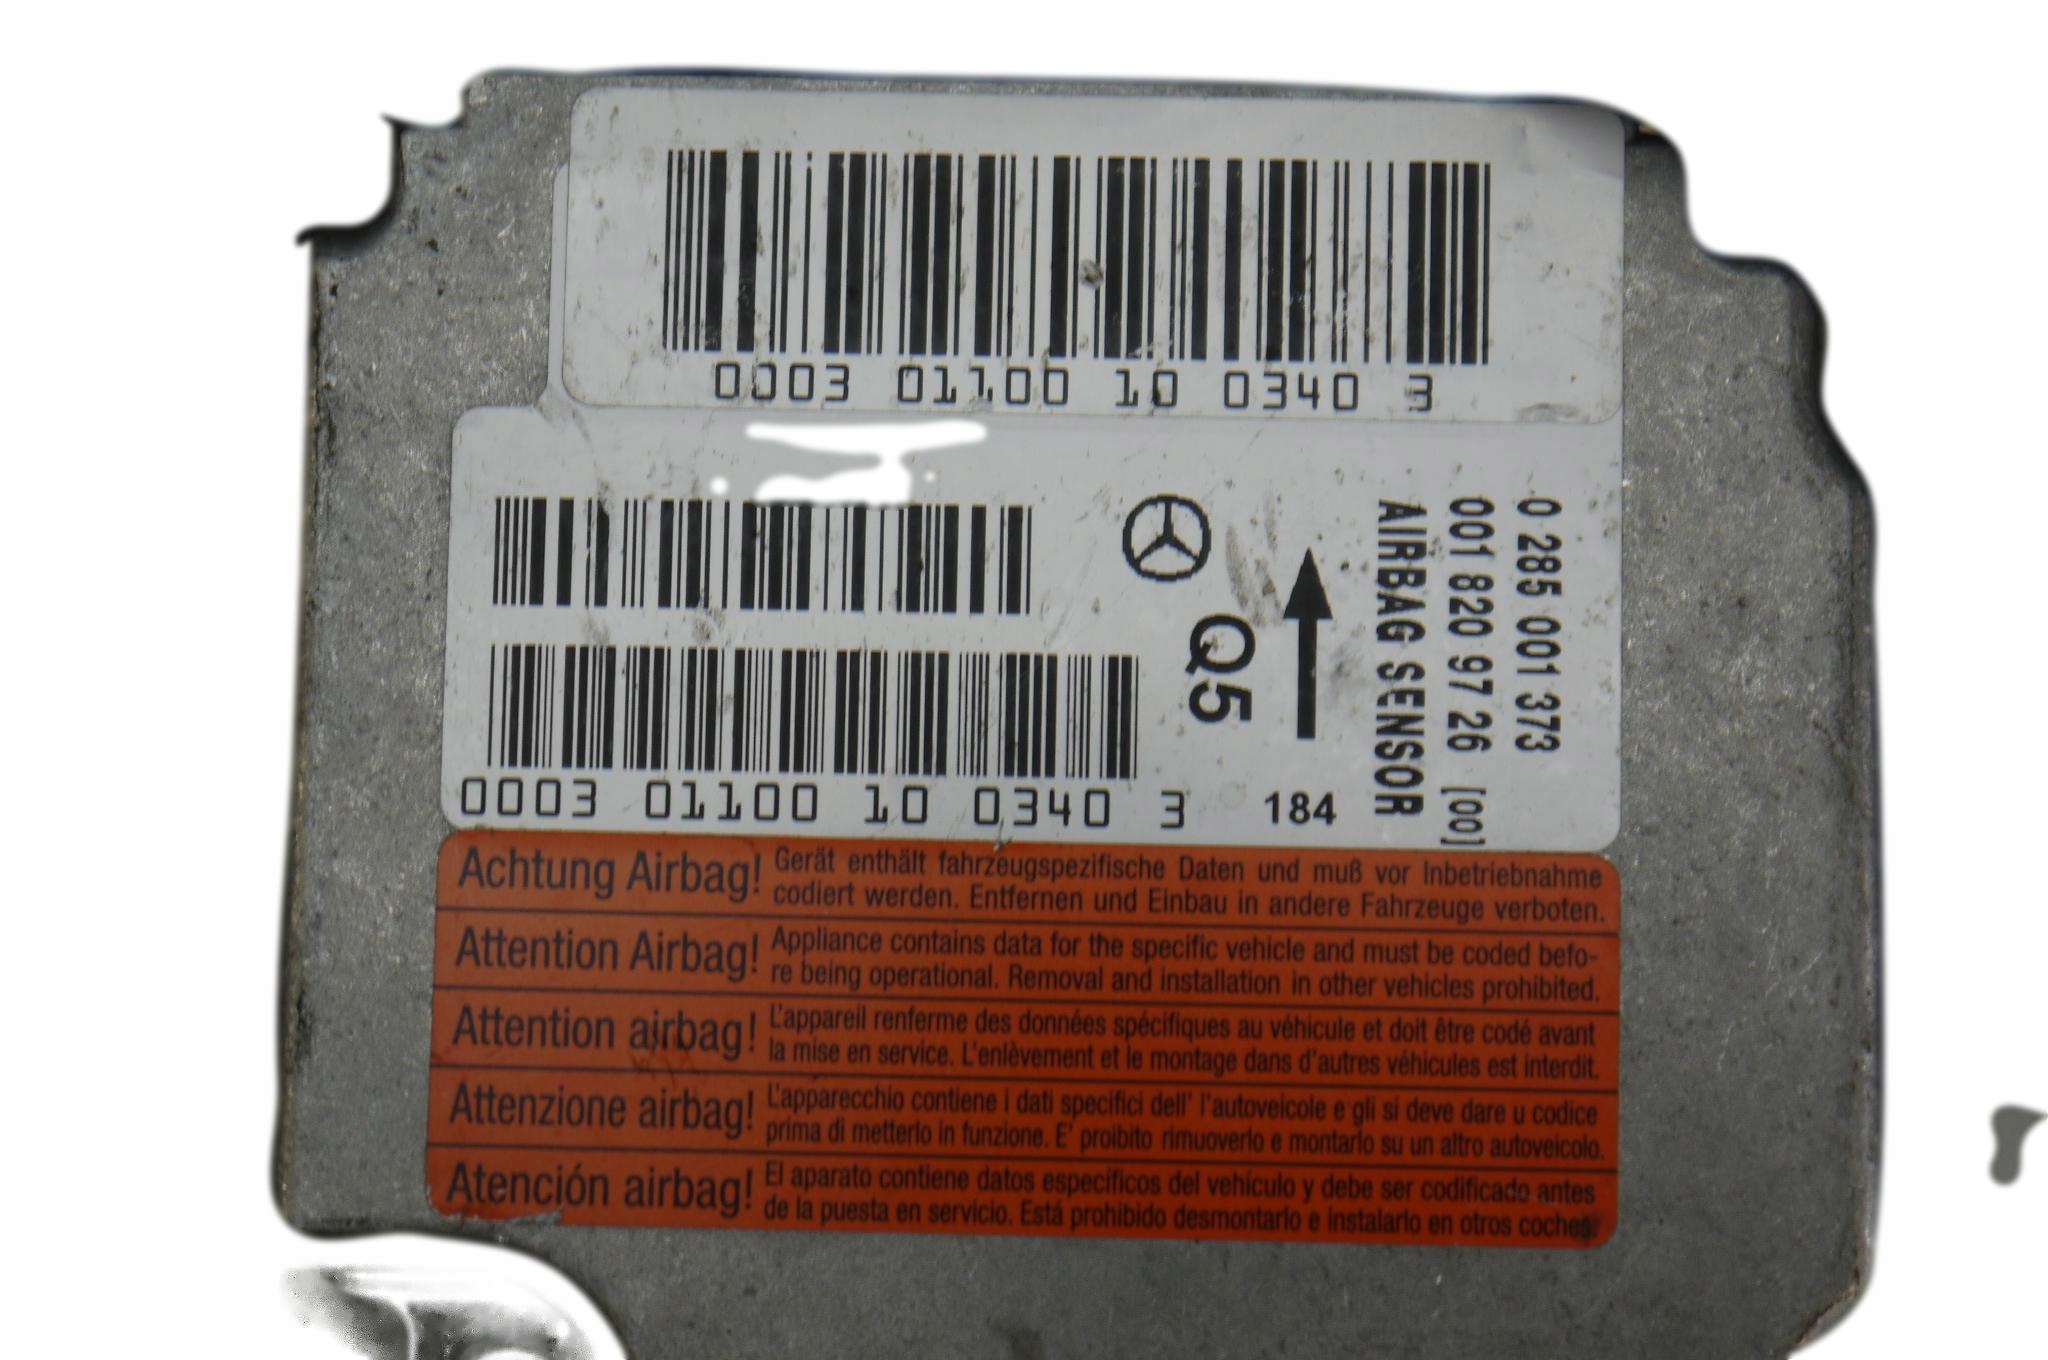 0003 01100 10 0340 3
0 285 001 373
001 820 97 26 [00]
AIRBAG SENSOR
Q5
0003 01100 10 0340 3
184
Achtung Airbag! Gerät enthält fahrzeugspezifische Daten und muß vor Inbetriebnahme
codiert werden. Entfernen und Einbau in andere Fahrzeuge verboten.
Attention Airbag! Appliance contains data for the specific vehicle and must be coded befo-
re being operational. Removal and installation in other vehicles prohibited.
Attention airbag! L'appareil renferme des données spécifiques au véhicule et doit être codé avant
la mise en service. L'enlèvement et le montage dans d'autres véhicules est interdit.
Attenzione airbag! L'apparecchio contiene i dati specifici dell' l'autoveicole e gli si deve dare u codice
prima di metterlo in funzione. E' proibito rimuoverlo e montarlo su un altro autoveicolo.
Atención airbag! El aparato contiene datos específicos del vehiculo y debe ser codificado antes
de la puesta en servicio. Está prohibido desmontarlo e instalarlo en otros coches.